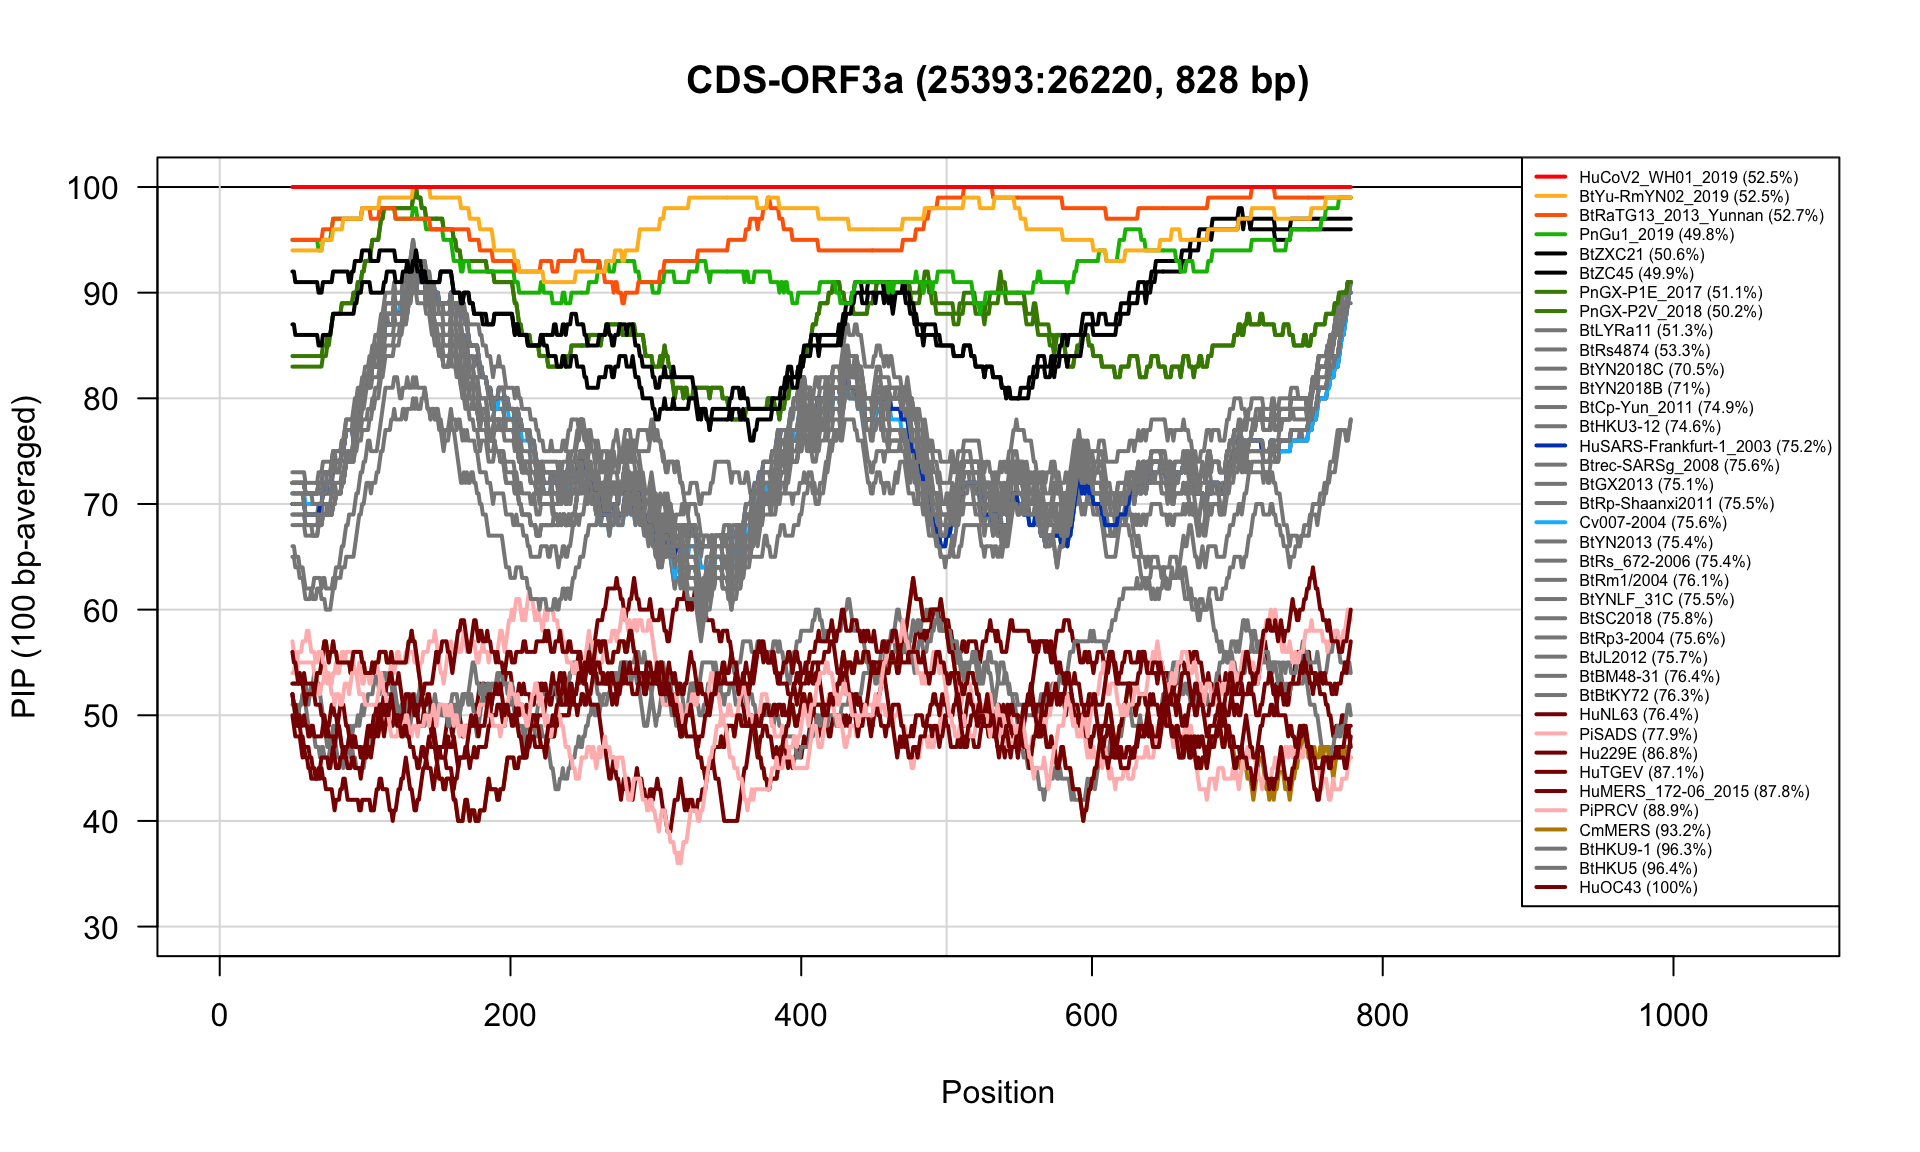 CDS-ORF3a (25393:26220, 828 bp)
PIP (100 bp-averaged)
100
90
80
70
60
50
40
30
HuCoV2_WH01_2019 (52.5%)
BtYu-RmYN02_2019 (52.5%)
BtRaTG13_2013_Yunnan (52.7%)
PnGu1_2019 (49.8%)
BtZXC21 (50.6%)
BtZC45 (49.9%)
PnGX-P1E_2017 (51.1%)
PnGX-P2V_2018 (50.2%)
BtLYRa11 (51.3%)
BtRs4874 (53.3%)
BtYN2018C (70.5%)
BtYN2018B (71%)
BtCp-Yun_2011 (74.9%)
BtHKU3-12 (74.6%)
HuSARS-Frankfurt-1_2003 (75.2%)
Btrec-SARSg_2008 (75.6%)
BtGX2013 (75.1%)
BtRp-Shaanxi2011 (75.5%)
Cv007-2004 (75.6%)
BtYN2013 (75.4%)
BtRs_672-2006 (75.4%)
BtRm1/2004 (76.1%)
BtYNLF_31C (75.5%)
BtSC2018 (75.8%)
BtRp3-2004 (75.6%)
BtJL2012 (75.7%)
BtBM48-31 (76.4%)
BtBtKY72 (76.3%)
HuNL63 (76.4%)
PiSADS (77.9%)
Hu229E (86.8%)
HuTGEV (87.1%)
HuMERS_172-06_2015 (87.8%)
PiPRCV (88.9%)
CmMERS (93.2%)
BtHKU9-1 (96.3%)
BtHKU5 (96.4%)
HuOC43 (100%)
0 200 400 600 800 1000
Position